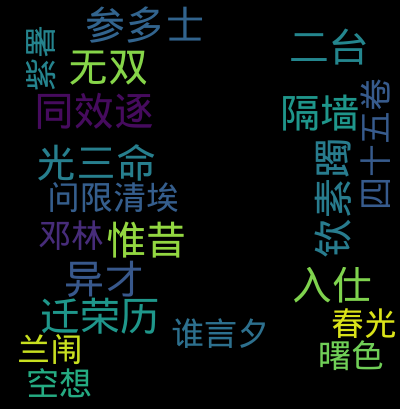 参多士
紫署
无双
二台
同效逐
隔墙
四十五卷
光三命
钦素躅
问限清埃
邓林
惟昔
异才
入仕
迁荣历
谁言夕
春光
兰闱
曙色
空想